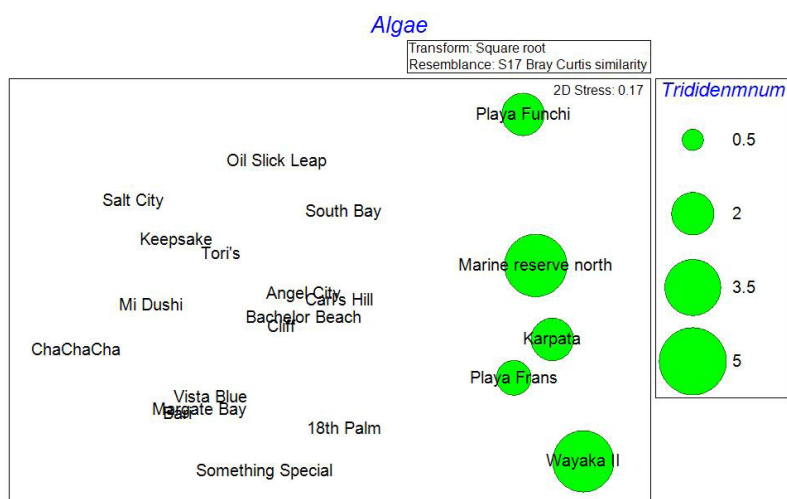 Algae
Transform: Square root
Resemblance: S17 Bray Curtis similarity
2D Stress: 0.17
Trididenmnum
Playa Funchi
0.5
Oil Slick Leap
Salt City
South Bay
2
Keepsake
Tori's
Marine reserve north
Angel City
Carl's Hill
3.5
Mi Dushi
Bachelor Beach
Cliff
Karpata
ChaChaCha
5
Playa Frans
Vista Blue
Margate Bay
Bari
18th Palm
Wayaka II
Something Special